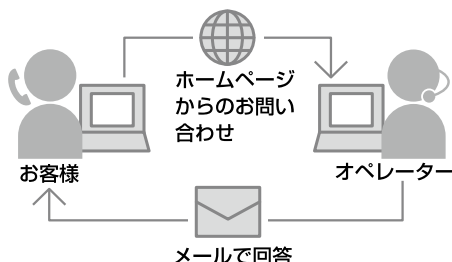 ホームページ
からのお問い
合わせ
お客様
オペレーター
メールで回答